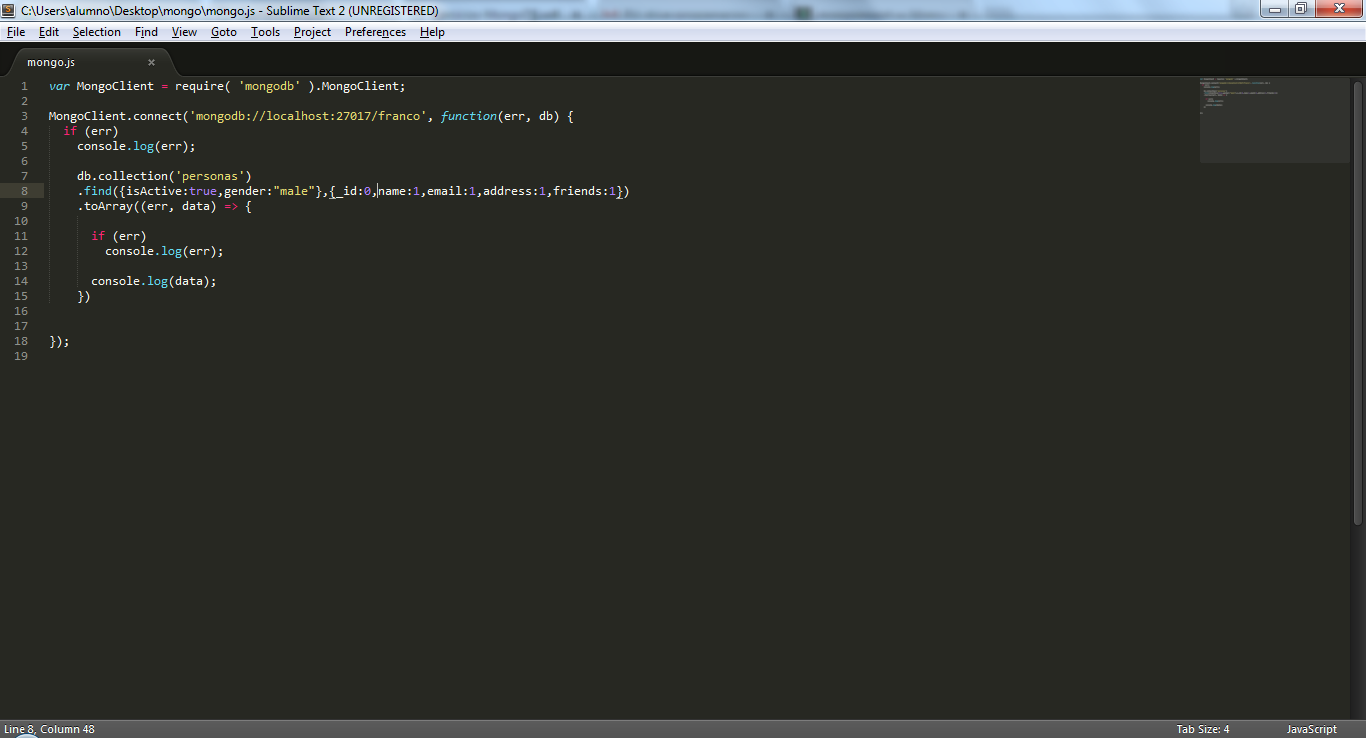 C:\Users\alumno\Desktop\mongo\mongo.js - Sublime Text 2 (UNREGISTERED)
File Edit Selection Find View Goto Tools Project Preferences Help
mongo.js
1 var MongoClient = require( 'mongodb' ).MongoClient;
2
3 MongoClient.connect('mongodb://localhost:27017/franco', function(err, db) {
4 if (err)
5 console.log(err);
6
7 db.collection('personas')
8 .find({isActive:true,gender:"male"},{_id:0,name:1,email:1,address:1,friends:1})
9 .toArray((err, data) => {
10
11 if (err)
12 console.log(err);
13
14 console.log(data);
15 })
16
17
18 });
19
Line 8, Column 48 Tab Size: 4 JavaScript